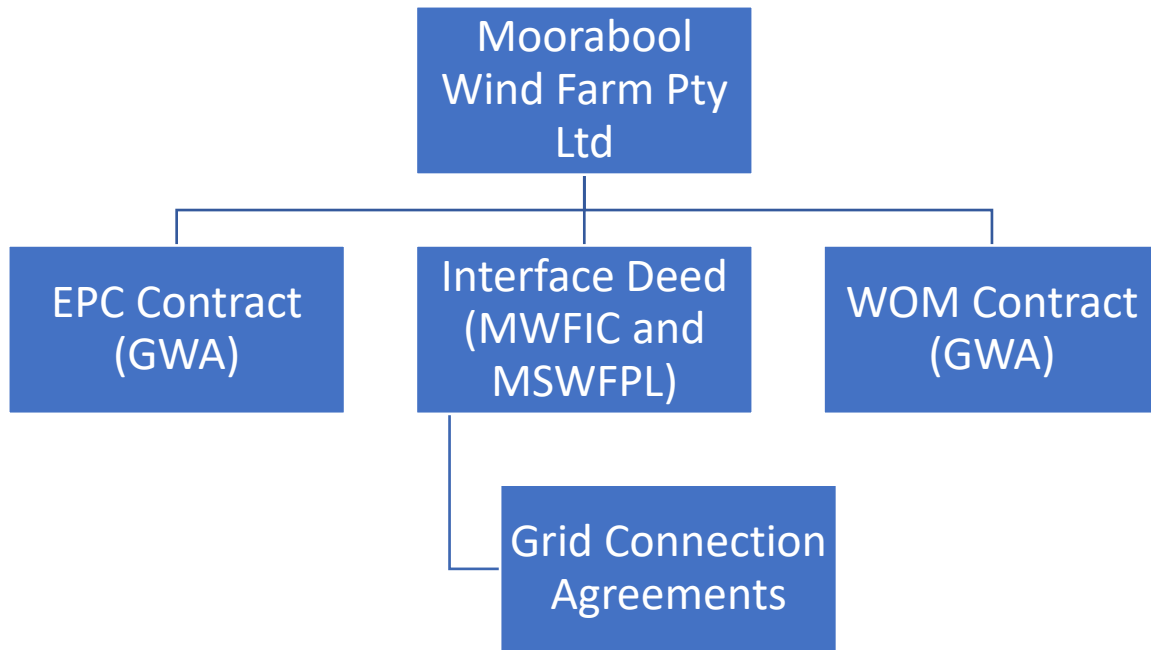 Moorabool
Wind Farm Pty
Ltd
EPC Contract
(GWA)
Interface Deed
(MWFIC and
MSWFPL)
WOM Contract
(GWA)
Grid Connection
Agreements